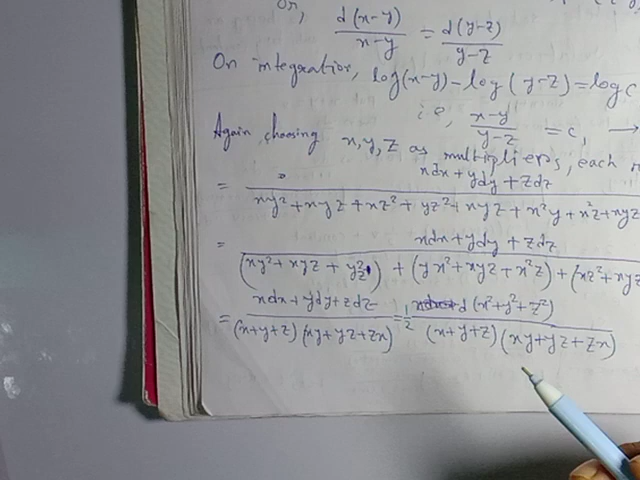 or, d(x-y)/x-y = d(y-z)/y-z
On integration, log(x-y) - log(y-z) = log c
i.e, x-y/y-z = c₁ →
Again choosing x, y, z as multipliers, each
= xdx+ydy+zdz / xy²+xyz+xz²+yz²+xyz+x²y+x²z+xyz
= xdx+ydy+zdz / (xy²+xyz+y²z) + (yx²+xyz+x²z) + (xz²+xyz
= xdx+ydy+zdz / (x+y+z)(xy+yz+zx) = 1/2 d(x²+y²+z²) / (x+y+z)(xy+yz+zx)